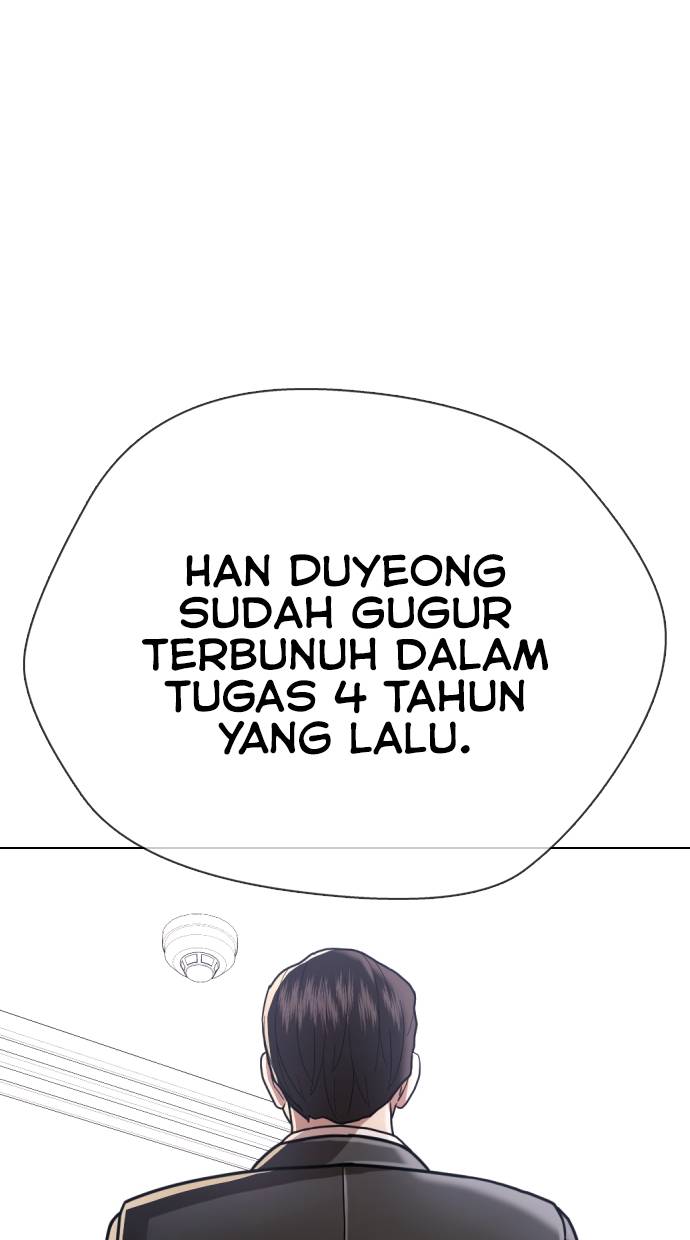 HAN DUYEONG
SUDAH GUGUR
TERBUNUH DALAM
TUGAS 4 TAHUN
YANG LALU.